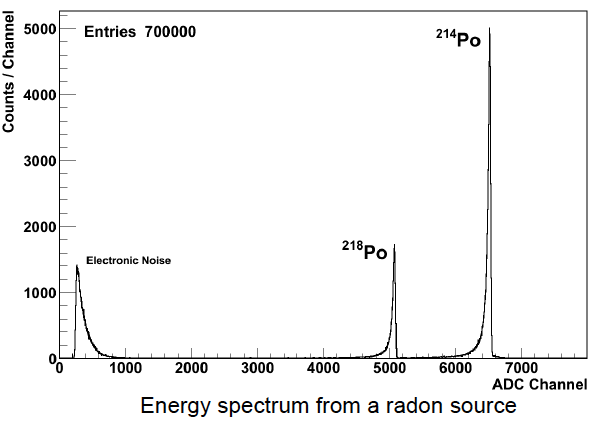 Counts / Channel
Entries 700000
5000
4000
3000
2000
1000
0
Electronic Noise
²¹⁸Po
²¹⁴Po
0 1000 2000 3000 4000 5000 6000 7000
ADC Channel
Energy spectrum from a radon source